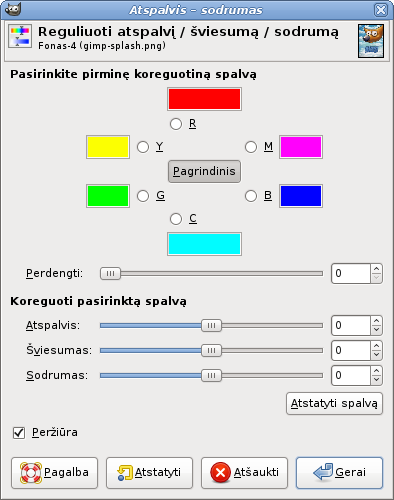 Atspalvis – sodrumas
Reguliuoti atspalvį / šviesumą / sodrumą
Fonas-4 (gimp-splash.png)
Pasirinkite pirminę koreguotiną spalvą
R
Y
M
Pagrindinis
G
B
C
Perdengti: 0
Koreguoti pasirinktą spalvą
Atspalvis: 0
Šviesumas: 0
Sodrumas: 0
Atstatyti spalvą
Peržiūra
Pagalba Atstatyti Atšaukti Gerai